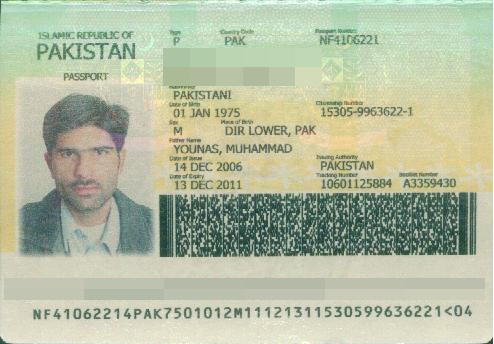 ISLAMIC REPUBLIC OF
PAKISTAN
PASSPORT
Type Country Code Passport Number
P PAK NF4106221
PAKISTANI
Date of Birth Citizenship Number
01 JAN 1975 15305-9963622-1
Sex Place of Birth
M DIR LOWER, PAK
Father Name
YOUNAS, MUHAMMAD
Date of Issue Issuing Authority
14 DEC 2006 PAKISTAN
Date of Expiry Tracking Number Booklet Number
13 DEC 2011 10601125884 A3359430
NF41062214PAK7501012M11121311530599636221<04